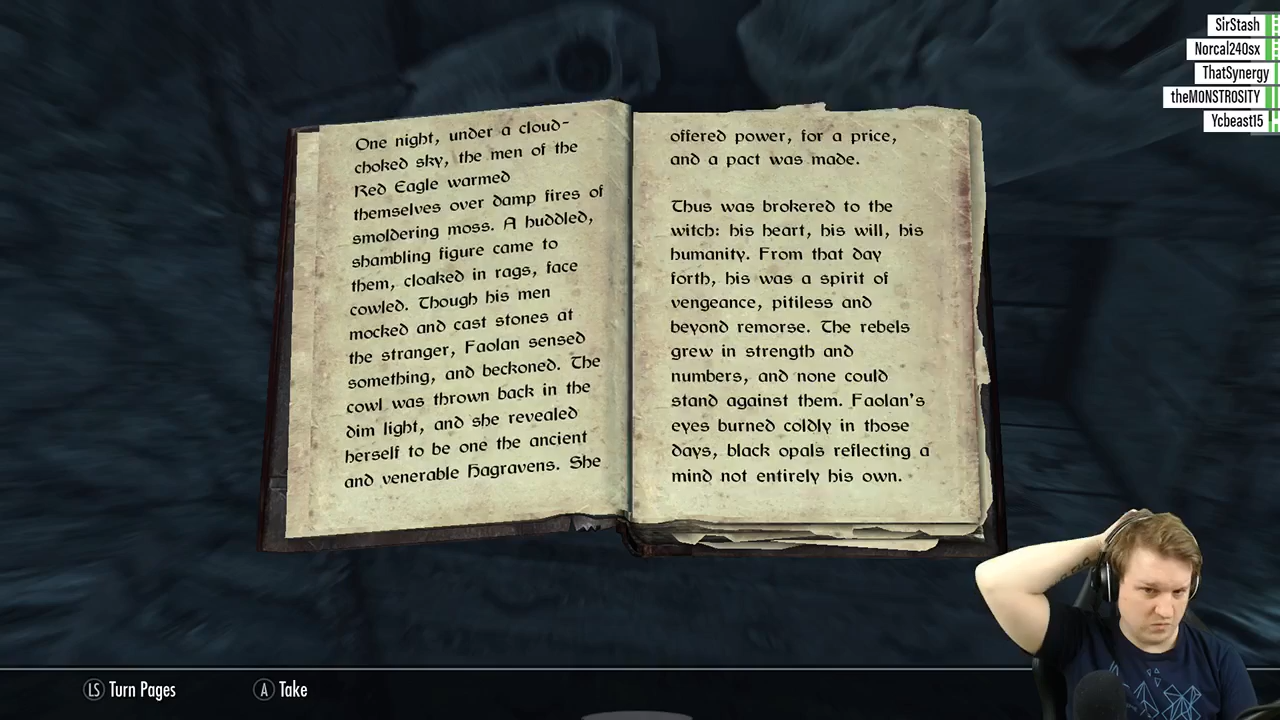 SirStash
Norcal240sx
ThatSynergy
theMONSTROSITY
Ycbeast15
One night, under a cloud-
choked sky, the men of the
Red Eagle warmed
themselves over damp fires of
smoldering moss. A huddled,
shambling figure came to
them, cloaked in rags, face
cowled. Though his men
mocked and cast stones at
the stranger, Faolan sensed
something, and beckoned. The
cowl was thrown back in the
dim light, and she revealed
herself to be one the ancient
and venerable Hagravens. She
offered power, for a price,
and a pact was made.
Thus was brokered to the
witch: his heart, his will, his
humanity. From that day
forth, his was a spirit of
vengeance, pitiless and
beyond remorse. The rebels
grew in strength and
numbers, and none could
stand against them. Faolan's
eyes burned coldly in those
days, black opals reflecting a
mind not entirely his own.
LS Turn Pages
A Take